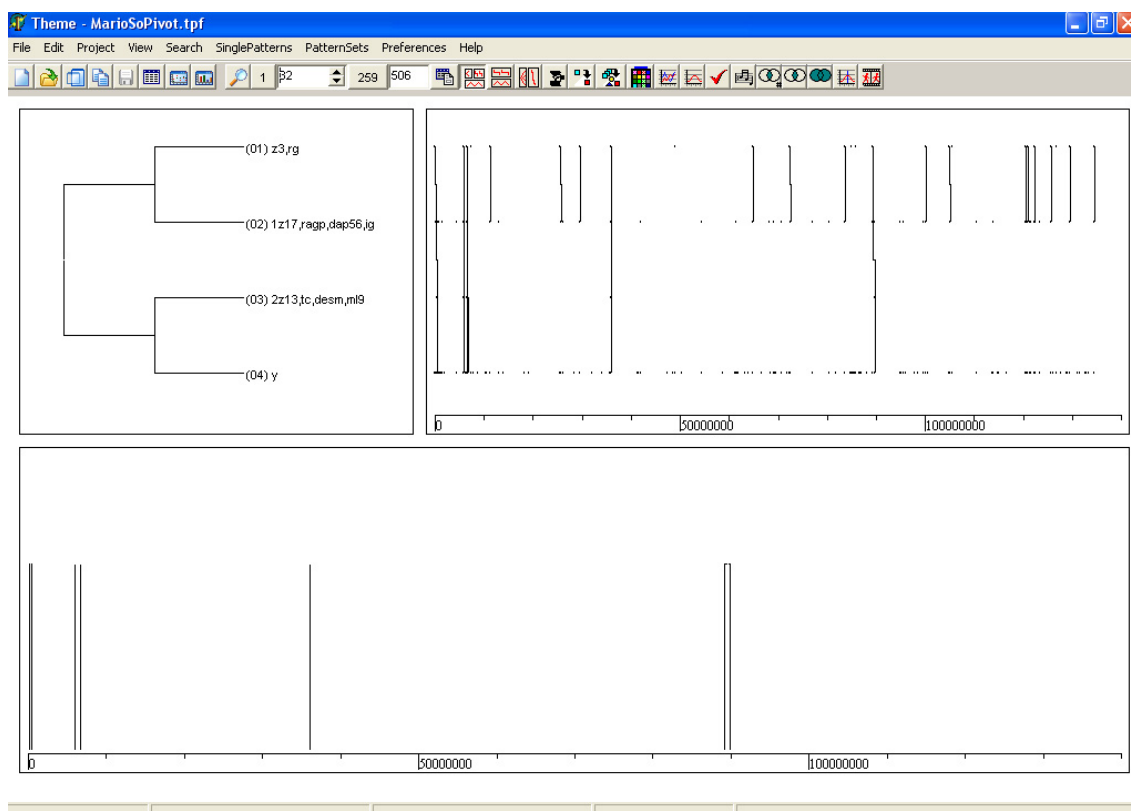 Theme - MarioSoPivot.tpf
File Edit Project View Search SinglePatterns PatternSets Preferences Help
1 32 259 506
(01) z3,rg
(02) 1z17,ragp,dap56,ig
(03) 2z13,tc,desm,ml9
(04) y
0 50000000 100000000
0 50000000 100000000